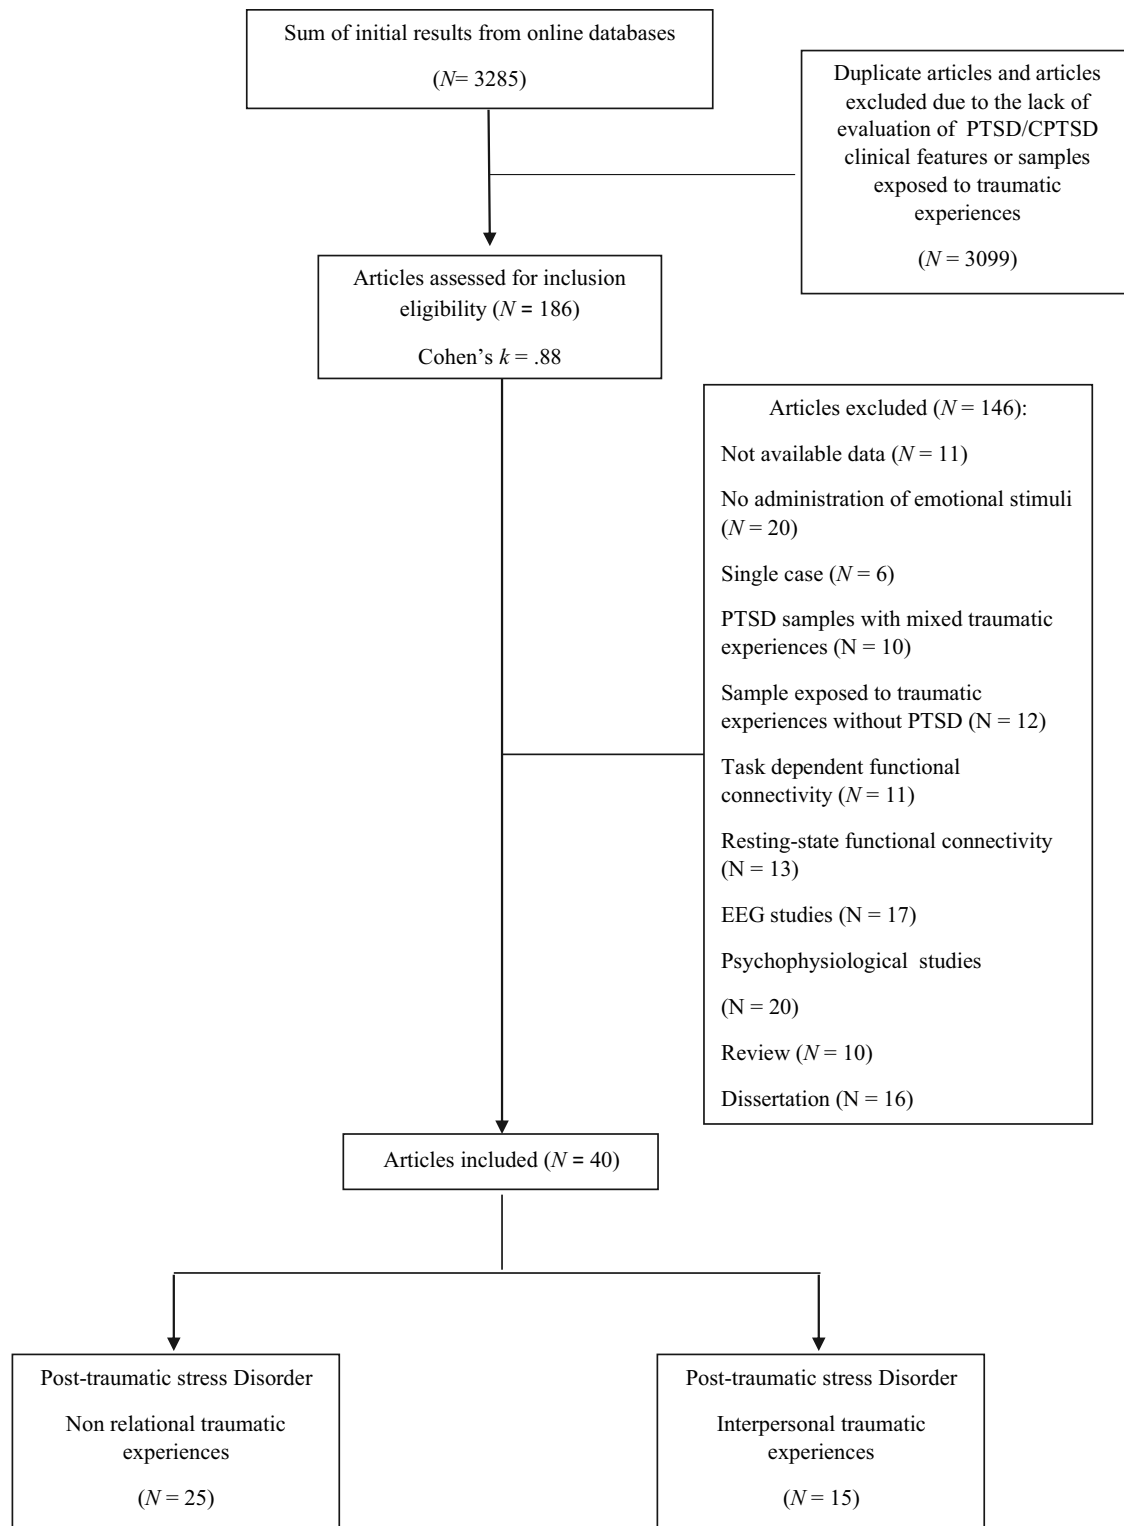 Sum of initial results from online databases
(N= 3285)
Duplicate articles and articles
excluded due to the lack of
evaluation of PTSD/CPTSD
clinical features or samples
exposed to traumatic
experiences
(N = 3099)
Articles assessed for inclusion
eligibility (N = 186)
Cohen's k = .88
Articles excluded (N = 146):
Not available data (N = 11)
No administration of emotional stimuli
(N = 20)
Single case (N = 6)
PTSD samples with mixed traumatic
experiences (N = 10)
Sample exposed to traumatic
experiences without PTSD (N = 12)
Task dependent functional
connectivity (N = 11)
Resting-state functional connectivity
(N = 13)
EEG studies (N = 17)
Psychophysiological studies
(N = 20)
Review (N = 10)
Dissertation (N = 16)
Articles included (N = 40)
Post-traumatic stress Disorder
Non relational traumatic
experiences
(N = 25)
Post-traumatic stress Disorder
Interpersonal traumatic
experiences
(N = 15)